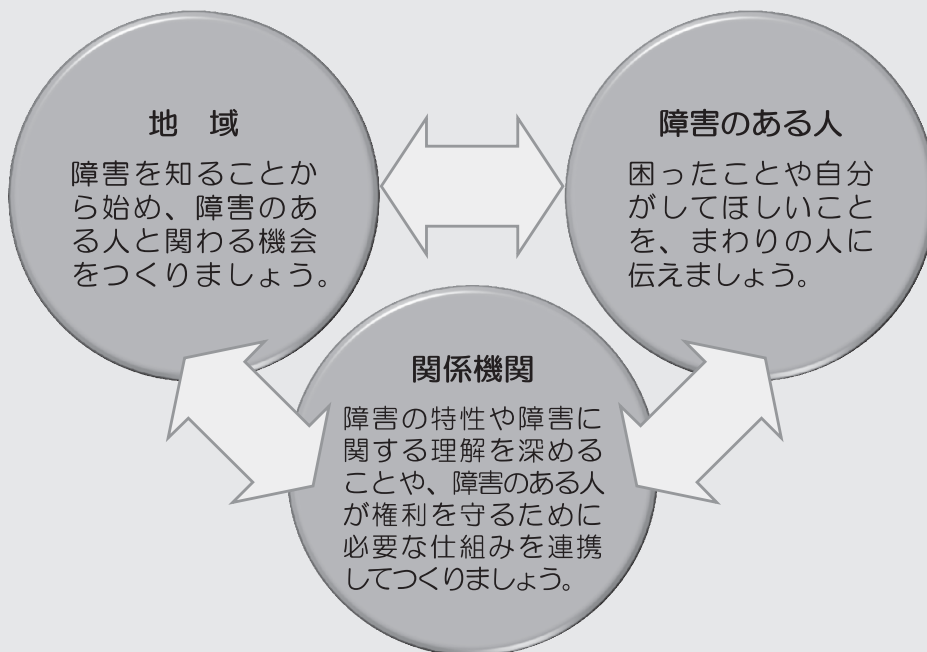 地　域
障害を知ることか
ら始め、障害のあ
る人と関わる機会
をつくりましょう。
障害のある人
困ったことや自分
がしてほしいこと
を、まわりの人に
伝えましょう。
関係機関
障害の特性や障害に
関する理解を深める
ことや、障害のある人
が権利を守るために
必要な仕組みを連携
してつくりましょう。